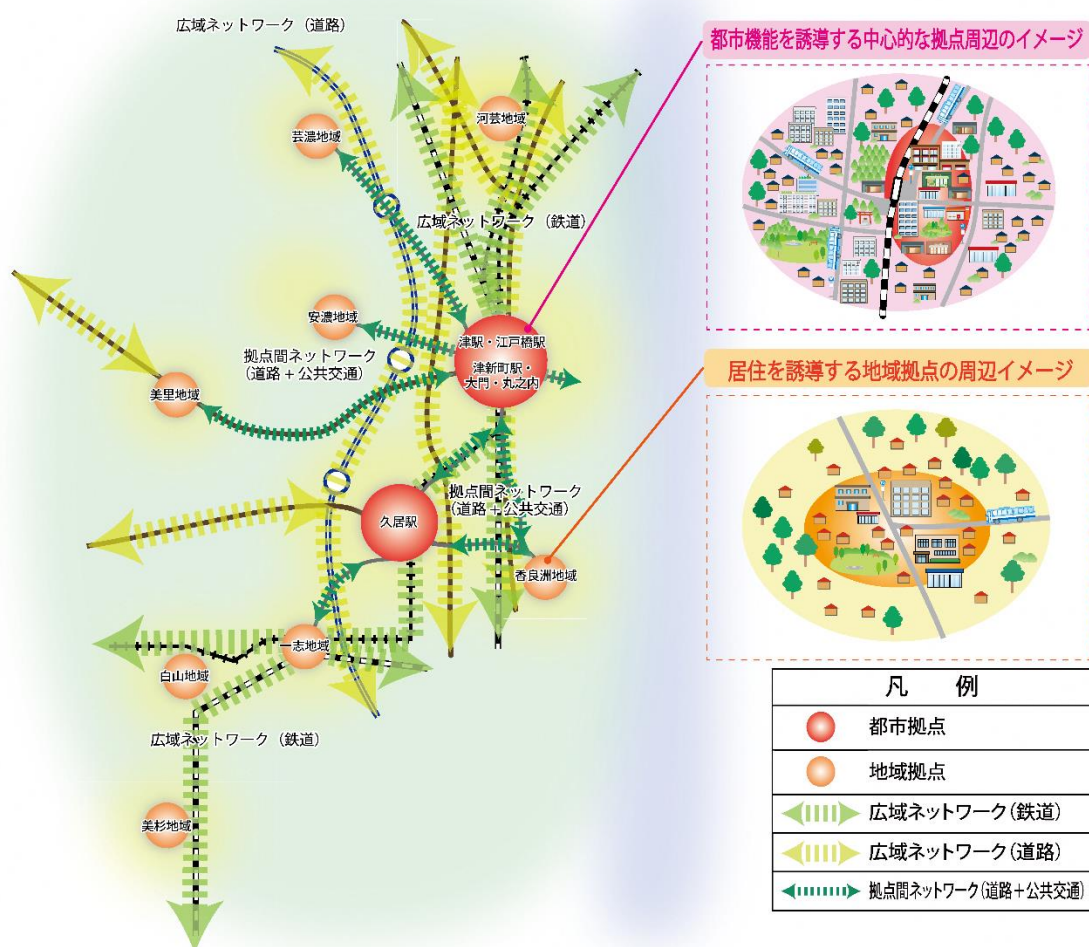 広域ネットワーク（道路）
都市機能を誘導する中心的な拠点周辺のイメージ
芸濃地域
河芸地域
広域ネットワーク（鉄道）
安濃地域
津駅・江戸橋駅
津新町駅・
大門・丸之内
拠点間ネットワーク
（道路＋公共交通）
美里地域
居住を誘導する地域拠点の周辺イメージ
拠点間ネットワーク
（道路＋公共交通）
久居駅
香良洲地域
一志地域
白山地域
広域ネットワーク（鉄道）
美杉地域
凡　例
都市拠点
地域拠点
広域ネットワーク（鉄道）
広域ネットワーク（道路）
拠点間ネットワーク（道路＋公共交通）